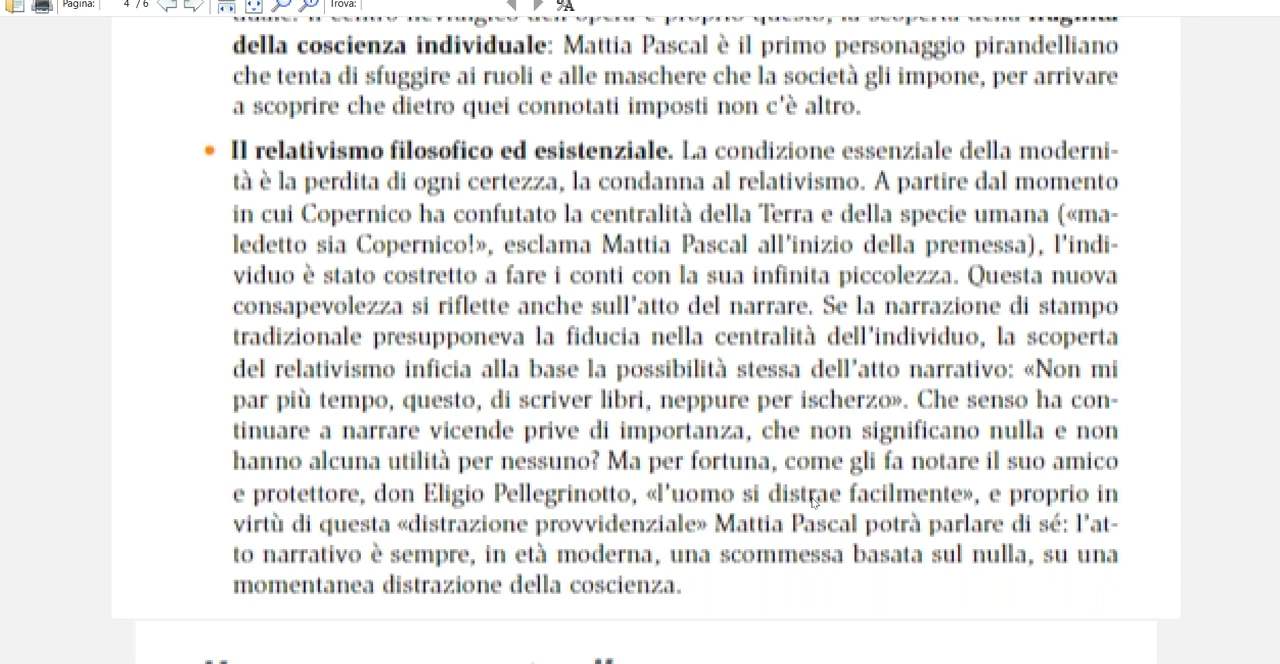 Pagina:
4 / 6
Trova:
della coscienza individuale: Mattia Pascal è il primo personaggio pirandelliano
che tenta di sfuggire ai ruoli e alle maschere che la società gli impone, per arrivare
a scoprire che dietro quei connotati imposti non c'è altro.
• Il relativismo filosofico ed esistenziale. La condizione essenziale della moderni-
tà è la perdita di ogni certezza, la condanna al relativismo. A partire dal momento
in cui Copernico ha confutato la centralità della Terra e della specie umana («ma-
ledetto sia Copernico!», esclama Mattia Pascal all'inizio della premessa), l'indi-
viduo è stato costretto a fare i conti con la sua infinita piccolezza. Questa nuova
consapevolezza si riflette anche sull'atto del narrare. Se la narrazione di stampo
tradizionale presupponeva la fiducia nella centralità dell'individuo, la scoperta
del relativismo inficia alla base la possibilità stessa dell'atto narrativo: «Non mi
par più tempo, questo, di scriver libri, neppure per ischerzo». Che senso ha con-
tinuare a narrare vicende prive di importanza, che non significano nulla e non
hanno alcuna utilità per nessuno? Ma per fortuna, come gli fa notare il suo amico
e protettore, don Eligio Pellegrinotto, «l'uomo si distrae facilmente», e proprio in
virtù di questa «distrazione provvidenziale» Mattia Pascal potrà parlare di sé: l'at-
to narrativo è sempre, in età moderna, una scommessa basata sul nulla, su una
momentanea distrazione della coscienza.